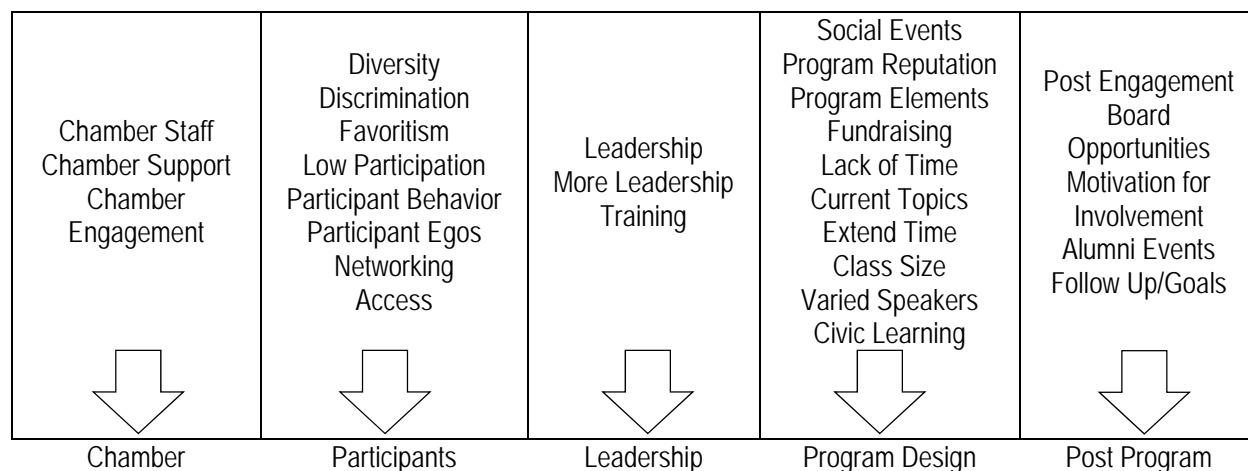 Chamber Staff
Chamber Support
Chamber
Engagement
Diversity
Discrimination
Favoritism
Low Participation
Participant Behavior
Participant Egos
Networking
Access
Leadership
More Leadership
Training
Social Events
Program Reputation
Program Elements
Fundraising
Lack of Time
Current Topics
Extend Time
Class Size
Varied Speakers
Civic Learning
Post Engagement
Board
Opportunities
Motivation for
Involvement
Alumni Events
Follow Up/Goals
Chamber
Participants
Leadership
Program Design
Post Program